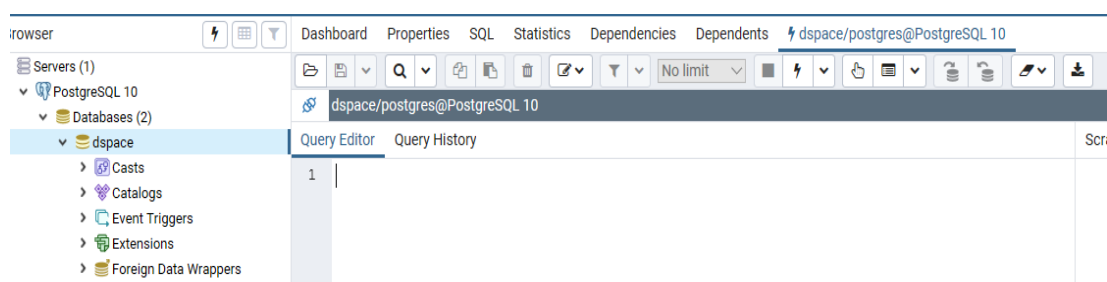 rowser
Dashboard Properties SQL Statistics Dependencies Dependents dspace/postgres@PostgreSQL 10
Servers (1)
PostgreSQL 10
Databases (2)
dspace
Casts
Catalogs
Event Triggers
Extensions
Foreign Data Wrappers
No limit
dspace/postgres@PostgreSQL 10
Query Editor Query History Scra
1